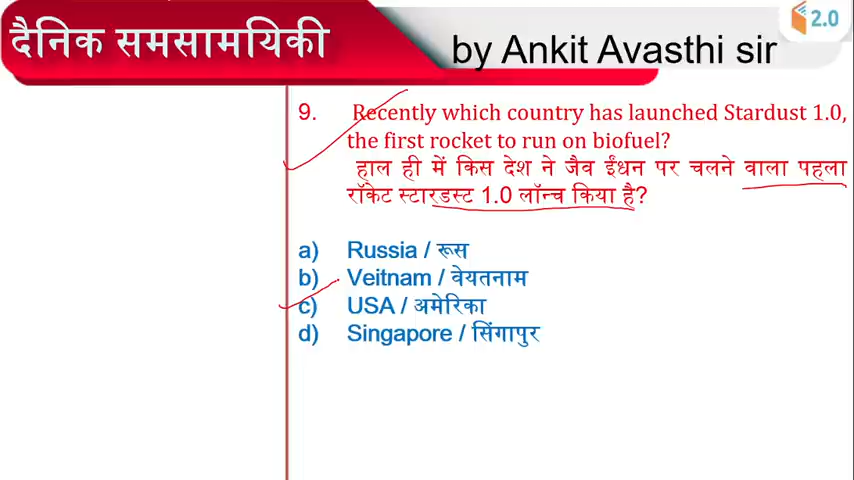 दैनिक समसामयिकी
by Ankit Avasthi sir
2.0
9. Recently which country has launched Stardust 1.0,
the first rocket to run on biofuel?
हाल ही में किस देश ने जैव ईंधन पर चलने वाला पहला
रॉकेट स्टारडस्ट 1.0 लॉन्च किया है?
a) Russia / रूस
b) Veitnam / वेयतनाम
c) USA / अमेरिका
d) Singapore / सिंगापुर